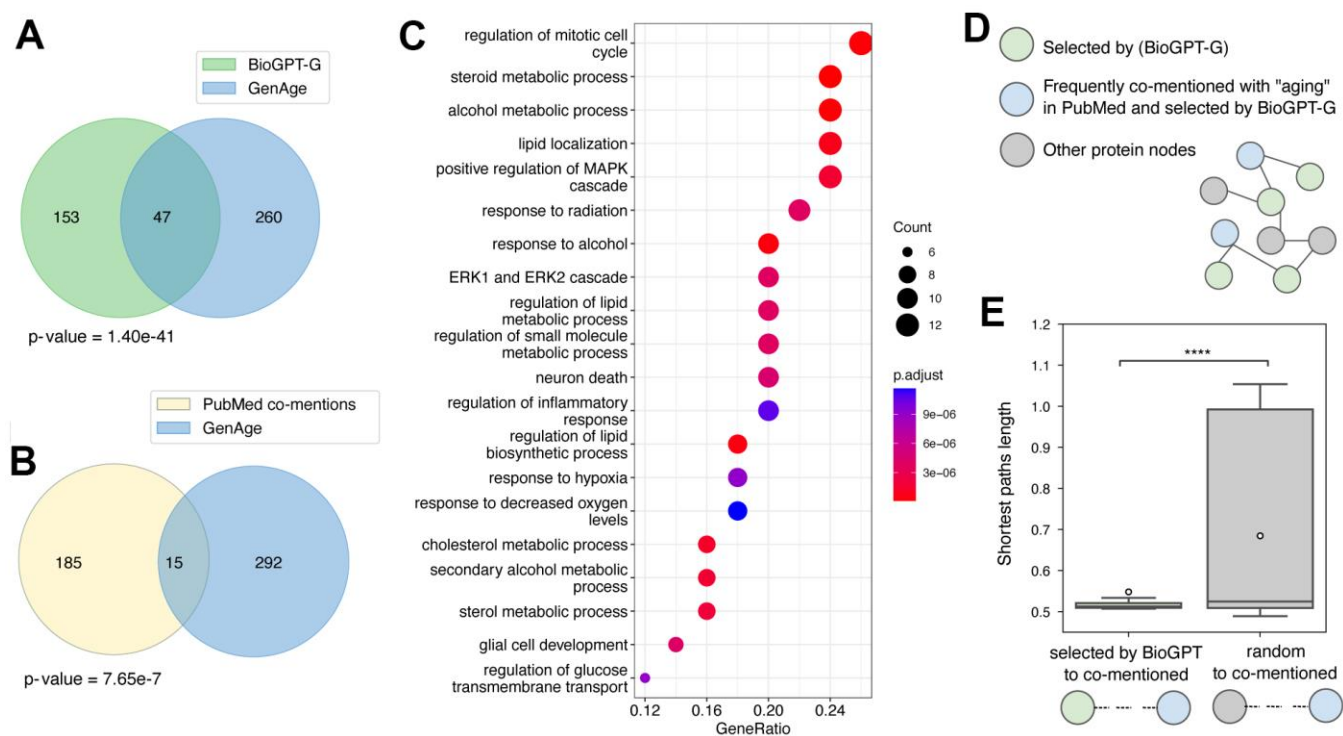 A
BioGPT-G
GenAge
153
47
260
p-value = 1.40e-41
B
PubMed co-mentions
GenAge
185
15
292
p-value = 7.65e-7
C
regulation of mitotic cell
cycle
steroid metabolic process
alcohol metabolic process
lipid localization
positive regulation of MAPK
cascade
response to radiation
response to alcohol
ERK1 and ERK2 cascade
regulation of lipid
metabolic process
regulation of small molecule
metabolic process
neuron death
regulation of inflammatory
response
regulation of lipid
biosynthetic process
response to hypoxia
response to decreased oxygen
levels
cholesterol metabolic process
secondary alcohol metabolic
process
sterol metabolic process
glial cell development
regulation of glucose
transmembrane transport
0.12
0.16
0.20
0.24
GeneRatio
Count
6
8
10
12
p.adjust
9e-06
6e-06
3e-06
D
Selected by (BioGPT-G)
Frequently co-mentioned with "aging"
in PubMed and selected by BioGPT-G
Other protein nodes
E
Shortest paths length
1.2
1.1
1.0
0.9
0.8
0.7
0.6
0.5
****
selected by BioGPT
to co-mentioned
random
to co-mentioned